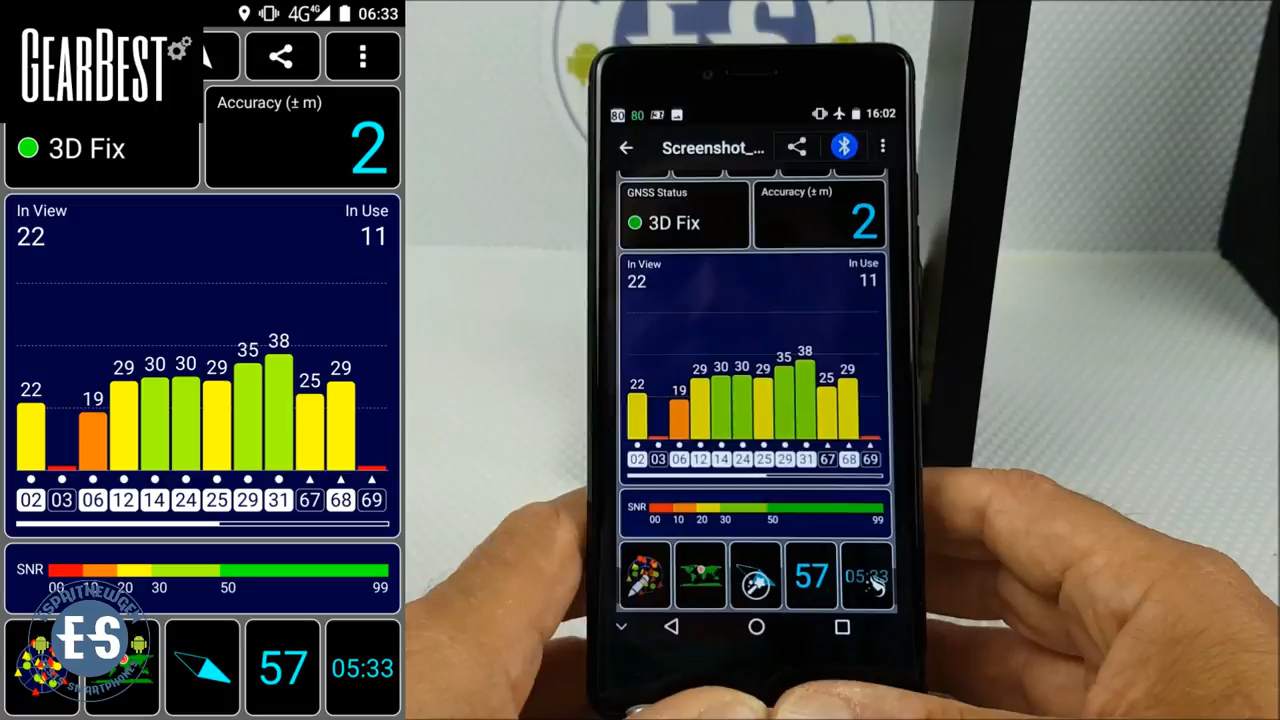 4G 4G 06:33
GEARBEST
Accuracy (± m)
3D Fix
2
In View
In Use
22
11
22 19 29 30 30 29 35 38 25 29
02 03 06 12 14 24 25 29 31 67 68 69
SNR
00 10 20 30 50 99
57
05:33
ES
80 80
16:02
Screenshot_...
GNSS Status
Accuracy (± m)
3D Fix
2
In View
In Use
22
11
22 19 29 30 30 29 35 38 25 29
02 03 06 12 14 24 25 29 31 67 68 69
SNR
00 10 20 30 50 99
57
05:33